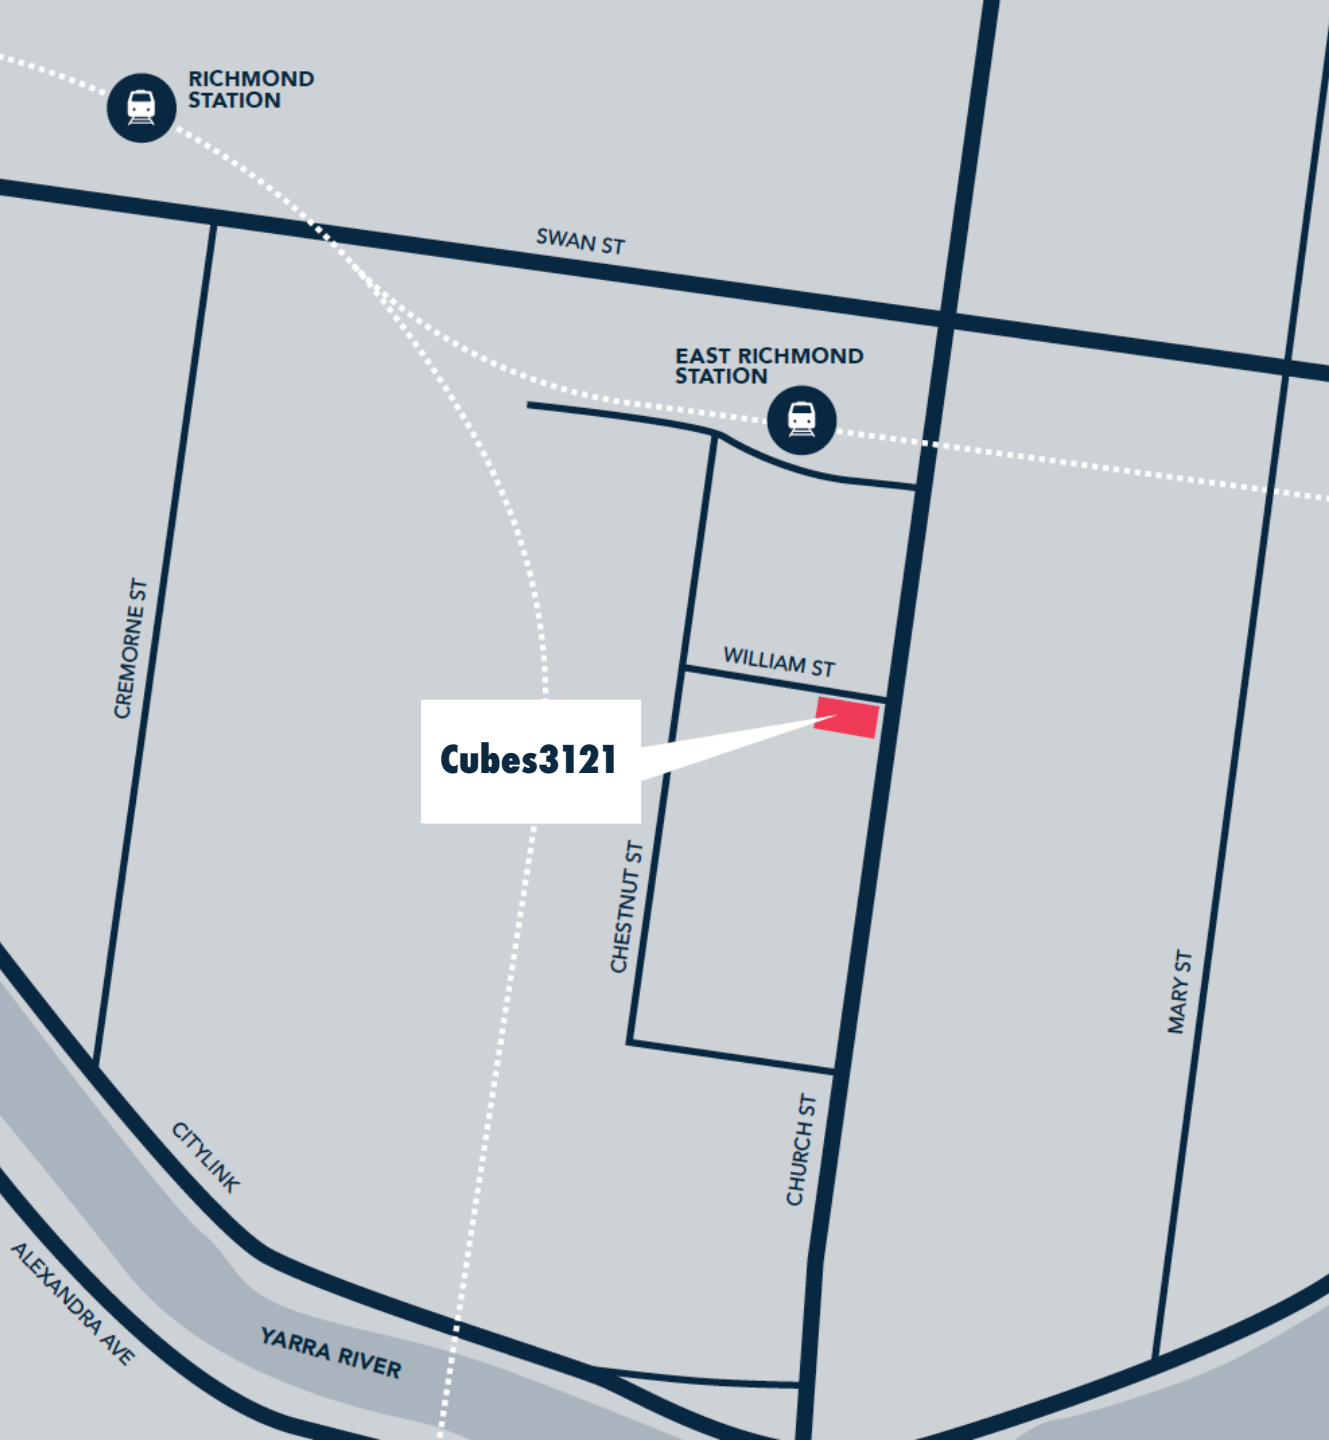 RICHMOND
STATION
SWAN ST
EAST RICHMOND
STATION
CREMORNE ST
WILLIAM ST
Cubes3121
CHESTNUT ST
MARY ST
CHURCH ST
CITYLINK
ALEXANDRA AVE
YARRA RIVER